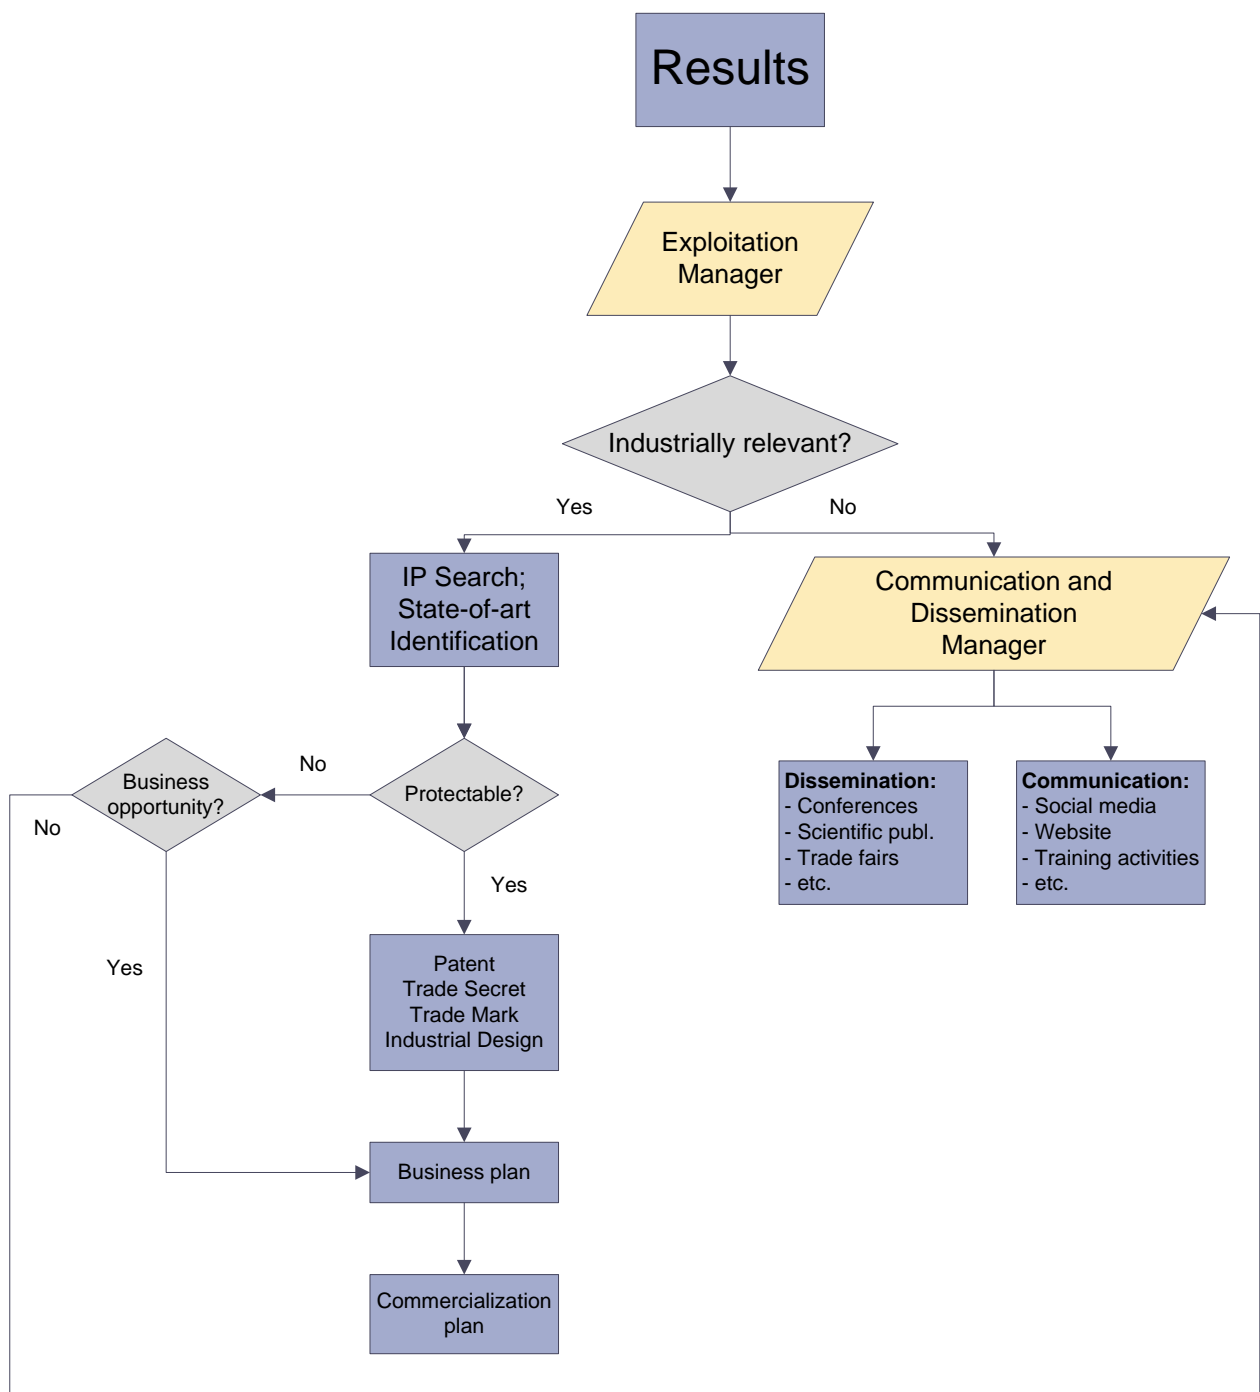 Results
Exploitation
Manager
Industrially relevant?
Yes
No
IP Search;
State-of-art
Identification
Communication and
Dissemination
Manager
Business
opportunity?
No
Protectable?
No
Yes
Yes
Dissemination:
- Conferences
- Scientific publ.
- Trade fairs
- etc.
Communication:
- Social media
- Website
- Training activities
- etc.
Patent
Trade Secret
Trade Mark
Industrial Design
Business plan
Commercialization
plan